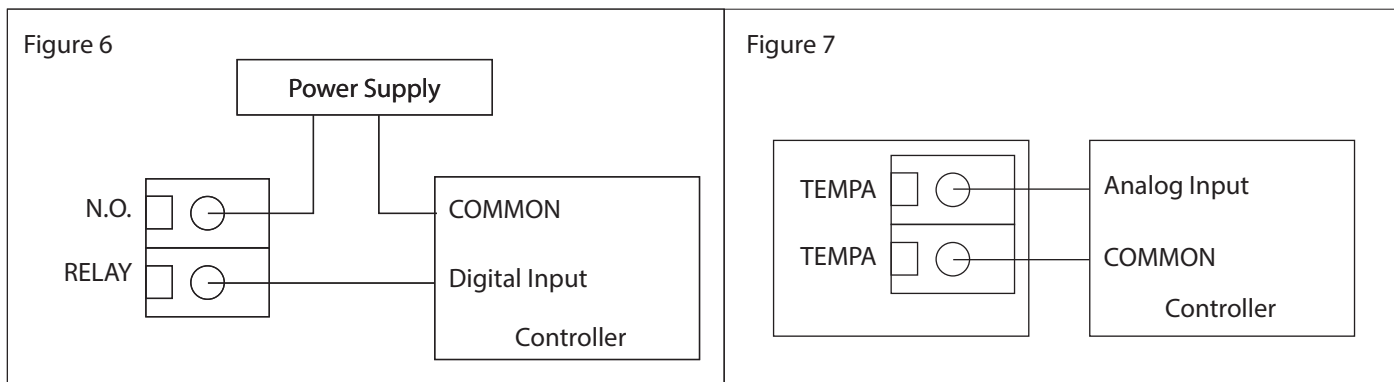 Figure 6
Power Supply
N.O.
COMMON
RELAY
Digital Input
Controller
Figure 7
TEMPA
Analog Input
TEMPA
COMMON
Controller